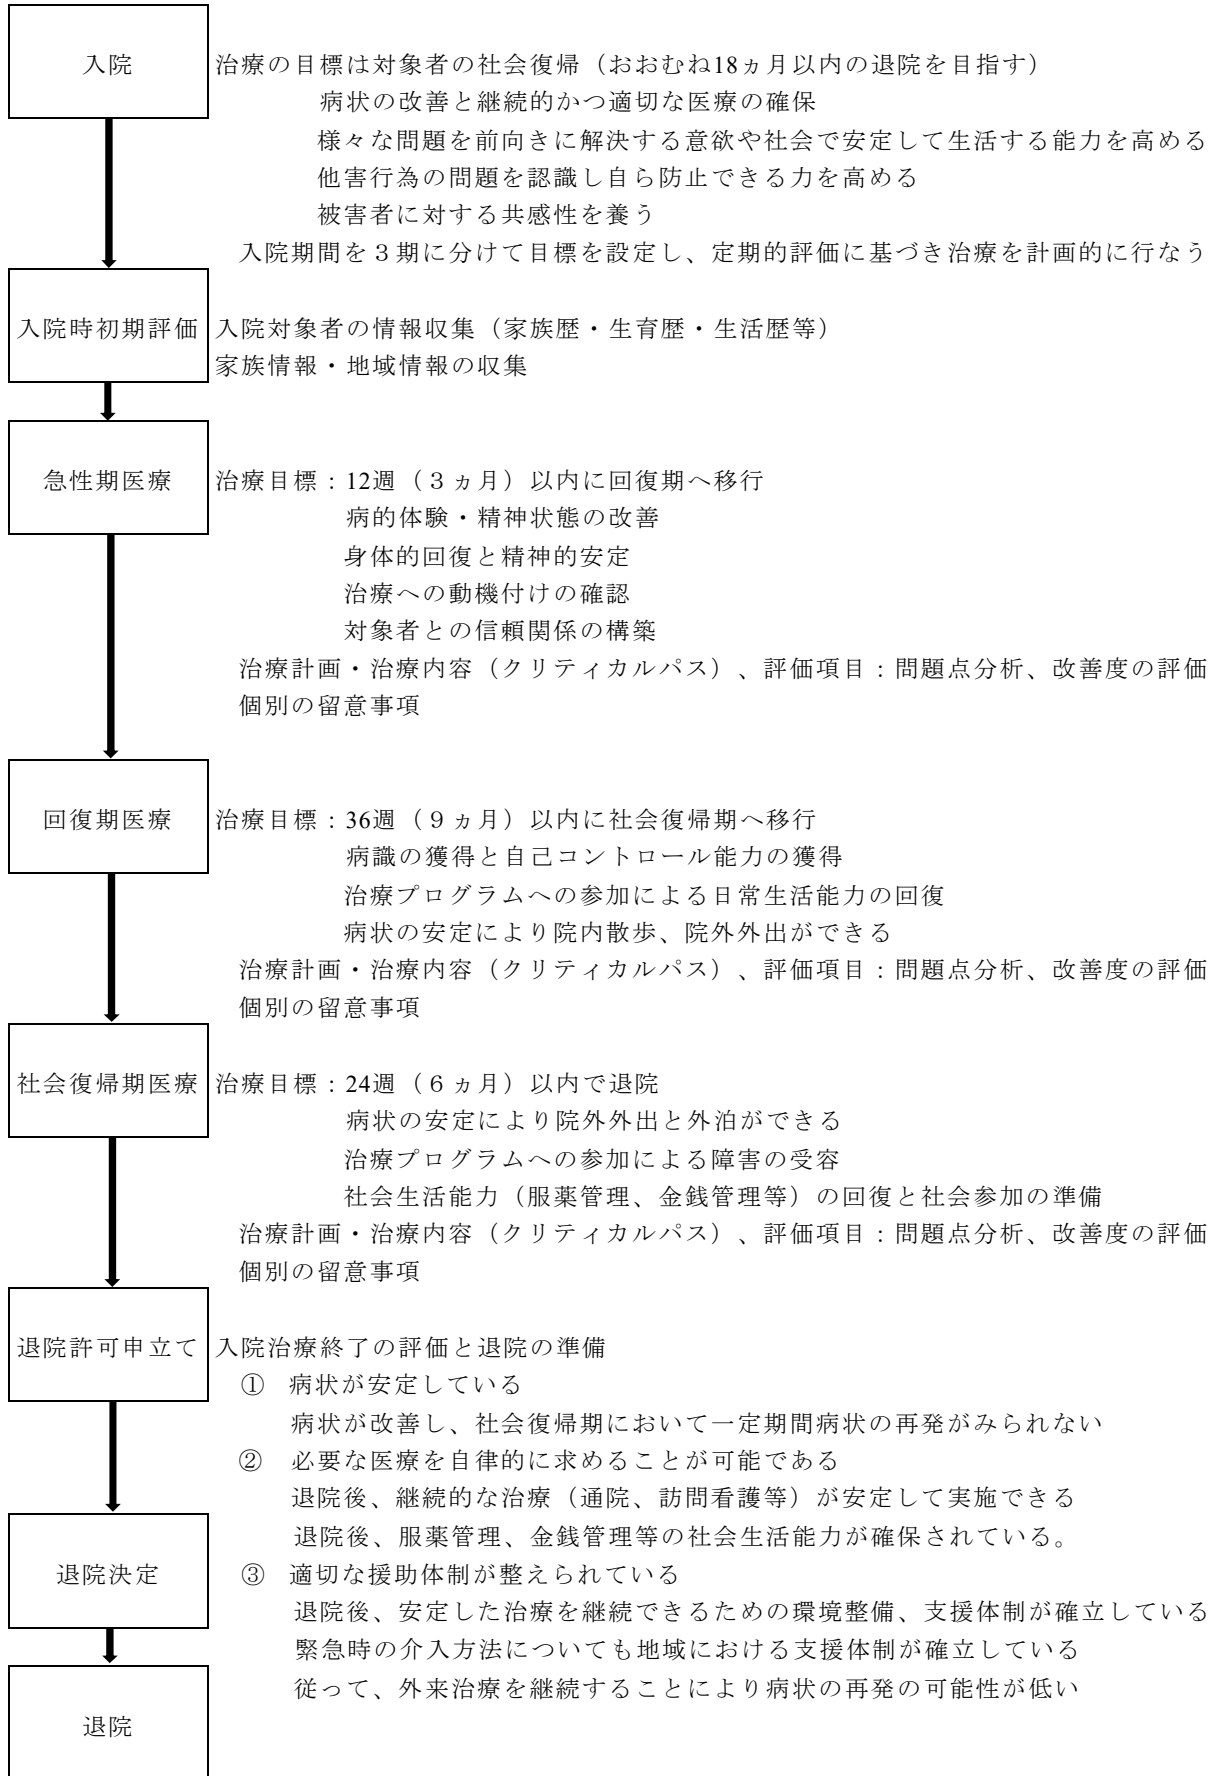 入院
治療の目標は対象者の社会復帰（おおむね18ヵ月以内の退院を目指す）
病状の改善と継続的かつ適切な医療の確保
様々な問題を前向きに解決する意欲や社会で安定して生活する能力を高める
他害行為の問題を認識し自ら防止できる力を高める
被害者に対する共感性を養う
入院期間を３期に分けて目標を設定し、定期的評価に基づき治療を計画的に行なう
入院時初期評価
入院対象者の情報収集（家族歴・生育歴・生活歴等）
家族情報・地域情報の収集
急性期医療
治療目標：12週（３ヵ月）以内に回復期へ移行
病的体験・精神状態の改善
身体的回復と精神的安定
治療への動機付けの確認
対象者との信頼関係の構築
治療計画・治療内容（クリティカルパス）、評価項目：問題点分析、改善度の評価
個別の留意事項
回復期医療
治療目標：36週（９ヵ月）以内に社会復帰期へ移行
病識の獲得と自己コントロール能力の獲得
治療プログラムへの参加による日常生活能力の回復
病状の安定により院内散歩、院外外出ができる
治療計画・治療内容（クリティカルパス）、評価項目：問題点分析、改善度の評価
個別の留意事項
社会復帰期医療
治療目標：24週（６ヵ月）以内で退院
病状の安定により院外外出と外泊ができる
治療プログラムへの参加による障害の受容
社会生活能力（服薬管理、金銭管理等）の回復と社会参加の準備
治療計画・治療内容（クリティカルパス）、評価項目：問題点分析、改善度の評価
個別の留意事項
退院許可申立て
入院治療終了の評価と退院の準備
① 病状が安定している
病状が改善し、社会復帰期において一定期間病状の再発がみられない
② 必要な医療を自律的に求めることが可能である
退院後、継続的な治療（通院、訪問看護等）が安定して実施できる
退院後、服薬管理、金銭管理等の社会生活能力が確保されている。
退院決定
③ 適切な援助体制が整えられている
退院後、安定した治療を継続できるための環境整備、支援体制が確立している
緊急時の介入方法についても地域における支援体制が確立している
従って、外来治療を継続することにより病状の再発の可能性が低い
退院